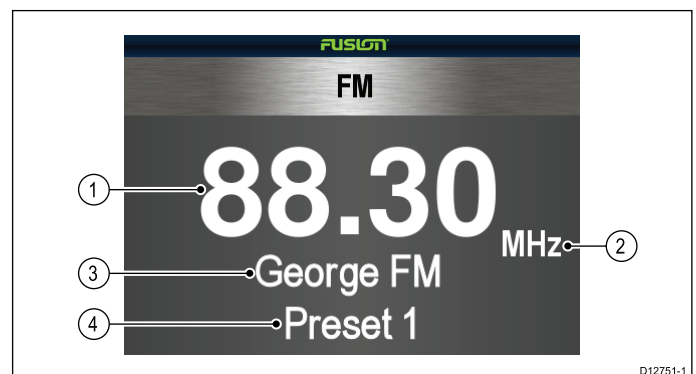 FUSION
FM
1
88.30
MHz
2
3
George FM
4
Preset 1
D12751-1